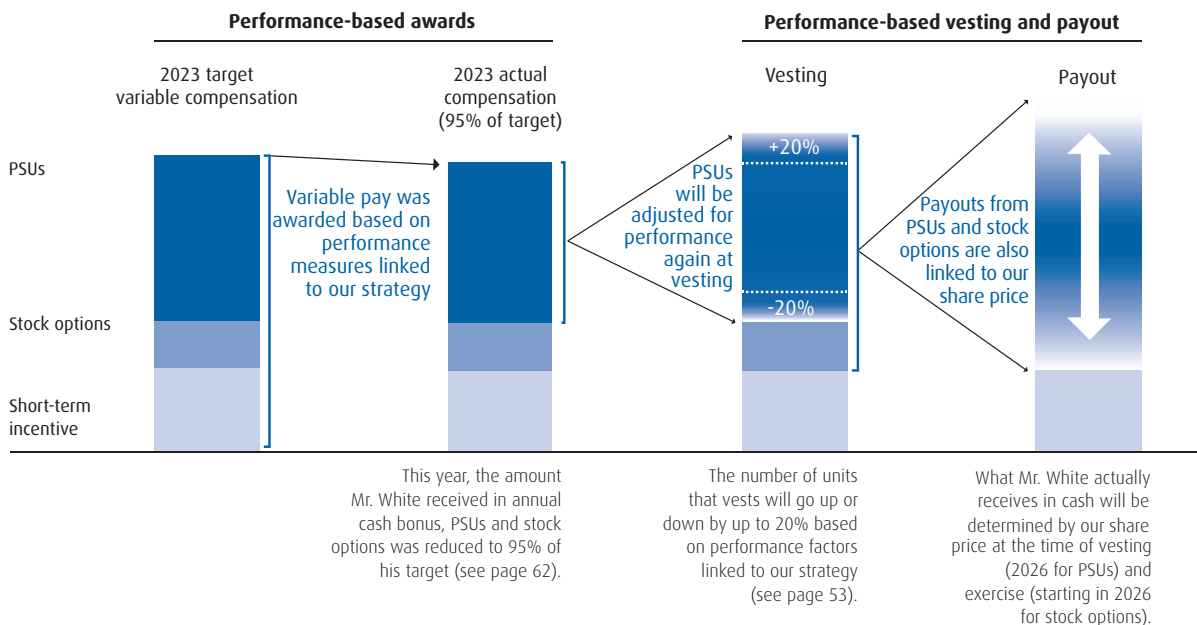 Performance-based awards
Performance-based vesting and payout
2023 target
variable compensation
2023 actual
compensation
(95% of target)
Vesting
Payout
PSUs
Stock options
Short-term
incentive
Variable pay was
awarded based on
performance
measures linked
to our strategy
PSUs
will be
adjusted for
performance
again at
vesting
+20%
-20%
Payouts from
PSUs and stock
options are also
linked to our
share price
This year, the amount
Mr. White received in annual
cash bonus, PSUs and stock
options was reduced to 95% of
his target (see page 62).
The number of units
that vests will go up or
down by up to 20% based
on performance factors
linked to our strategy
(see page 53).
What Mr. White actually
receives in cash will be
determined by our share
price at the time of vesting
(2026 for PSUs) and
exercise (starting in 2026
for stock options).